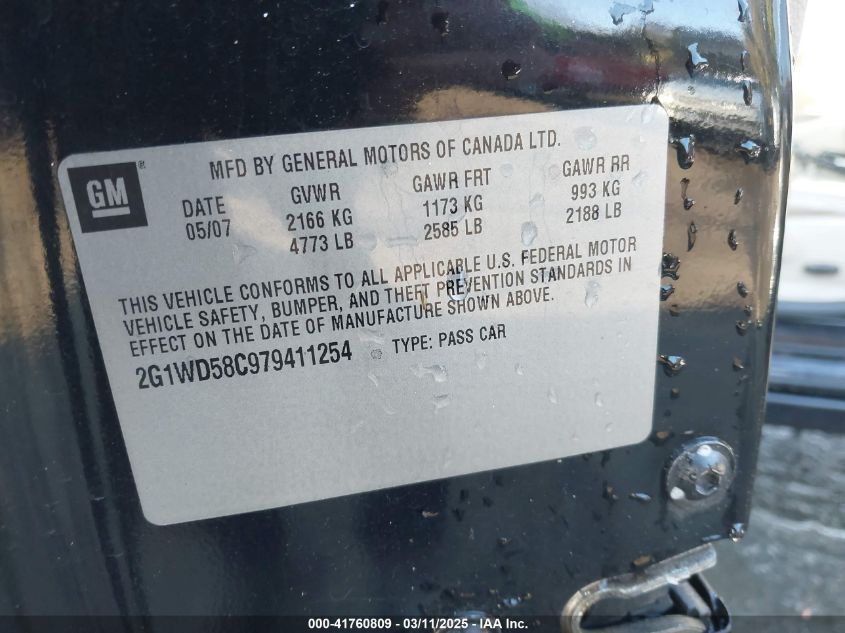 GM
®
MFD BY GENERAL MOTORS OF CANADA LTD.
DATE GVWR GAWR FRT GAWR RR
05/07 2166 KG 1173 KG 993 KG
4773 LB 2585 LB 2188 LB
THIS VEHICLE CONFORMS TO ALL APPLICABLE U.S. FEDERAL MOTOR
VEHICLE SAFETY, BUMPER, AND THEFT PREVENTION STANDARDS IN
EFFECT ON THE DATE OF MANUFACTURE SHOWN ABOVE.
2G1WD58C979411254 TYPE: PASS CAR
000-41760809 • 03/11/2025 • IAA Inc.